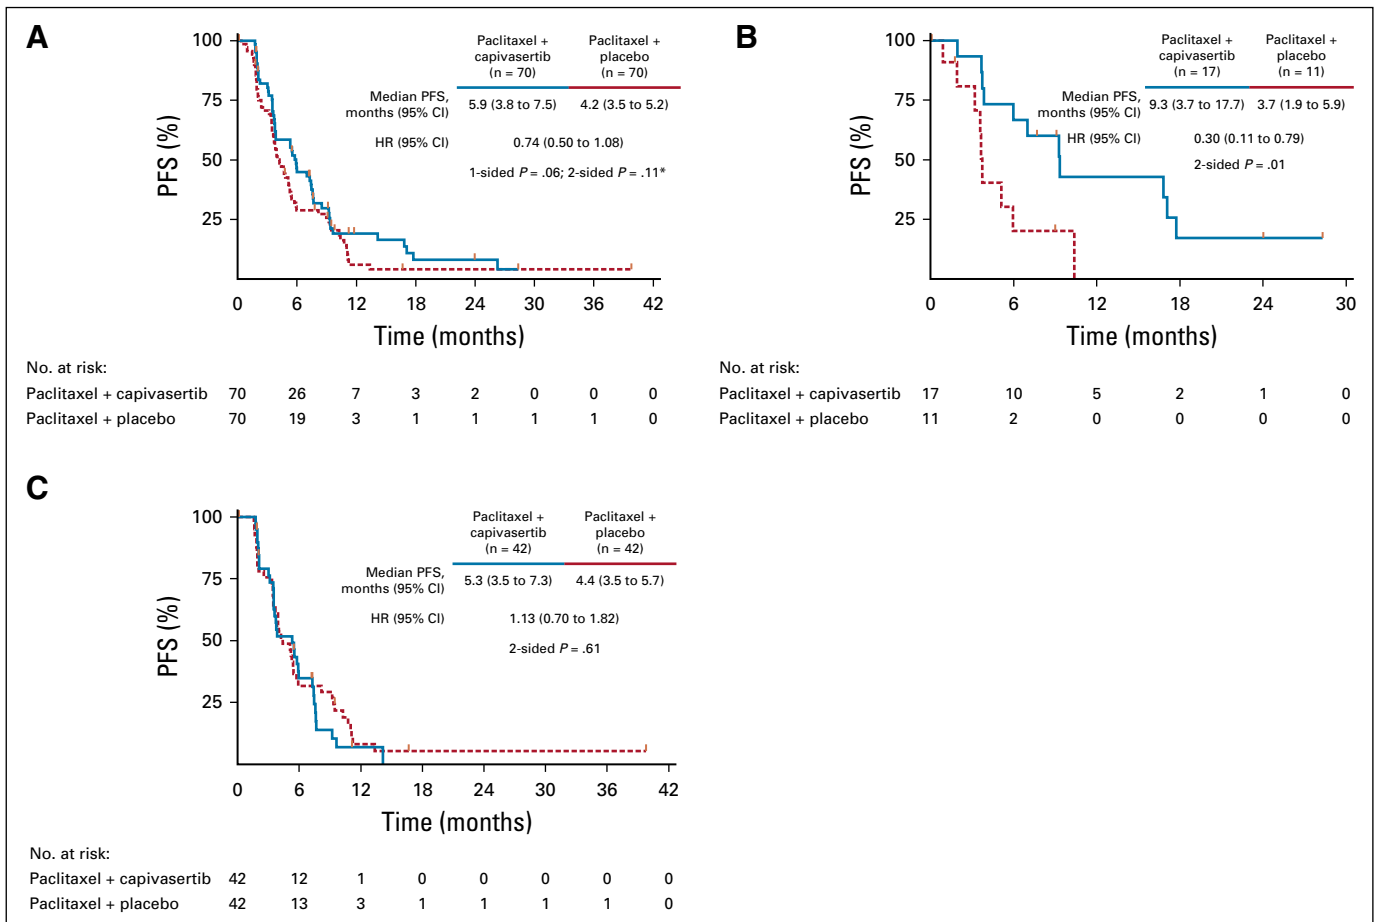 A
PFS (%)
100
75
50
25
0 6 12 18 24 30 36 42
Time (months)
Paletitaxel +
capivasertib
(n = 70)
Paclitaxel +
placebo
(n = 70)
Median PFS,
months (95% CI)
5.9 (3.8 to 7.5) 4.2 (3.5 to 5.2)
HR (95% CI) 0.74 (0.50 to 1.08)
1-sided P = .06; 2-sided P = .11*
No. at risk:
Paclitaxel + capivasertib 70 26 7 3 2 0 0 0
Paclitaxel + placebo 70 19 3 1 1 1 1 0
B
PFS (%)
100
75
50
25
0 6 12 18 24 30
Time (months)
Paclitaxel +
capivasertib
(n = 17)
Paclitaxel +
placebo
(n = 11)
Median PFS,
months (95% CI)
9.3 (3.7 to 17.7) 3.7 (1.9 to 5.9)
HR (95% CI) 0.30 (0.11 to 0.79)
2-sided P = .01
No. at risk:
Paclitaxel + capivasertib 17 10 5 2 1 0
Paclitaxel + placebo 11 2 0 0 0 0
C
PFS (%)
100
75
50
25
0 6 12 18 24 30 36 42
Time (months)
Paclitaxel +
capivasertib
(n = 42)
Paclitaxel +
placebo
(n = 42)
Median PFS,
months (95% CI)
5.3 (3.5 to 7.3) 4.4 (3.5 to 5.7)
HR (95% CI) 1.13 (0.70 to 1.82)
2-sided P = .61
No. at risk:
Paclitaxel + capivasertib 42 12 1 0 0 0 0 0
Paclitaxel + placebo 42 13 3 1 1 1 1 0